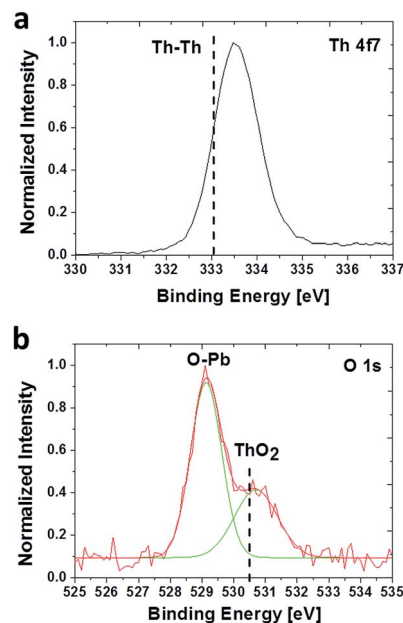 a
Th-Th
Th 4f7
Normalized Intensity
1.0
0.8
0.6
0.4
0.2
0.0
330 331 332 333 334 335 336 337
Binding Energy [eV]
b
O-Pb
O 1s
ThO₂
Normalized Intensity
1.0
0.8
0.6
0.4
0.2
0.0
525 526 527 528 529 530 531 532 533 534 535
Binding Energy [eV]